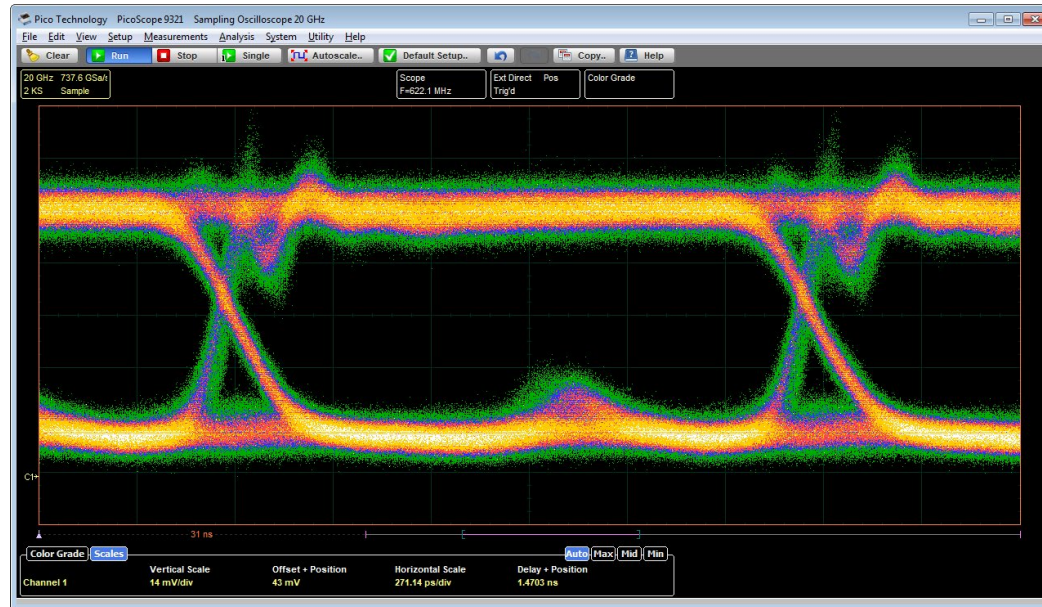 Pico Technology PicoScope 9321 Sampling Oscilloscope 20 GHz
File Edit View Setup Measurements Analysis System Utility Help
Clear Run Stop Single Autoscale.. Default Setup.. Copy.. Help
20 GHz 737.6 GSa/s Scope Ext Direct Pos Color Grade
2 KS Sample F=622.1 MHz Trig'd
C1+
31 ns
Color Grade Scales Auto Max Mid Min
Vertical Scale Offset + Position Horizontal Scale Delay + Position
Channel 1 14 mV/div 43 mV 271.14 ps/div 1.4703 ns